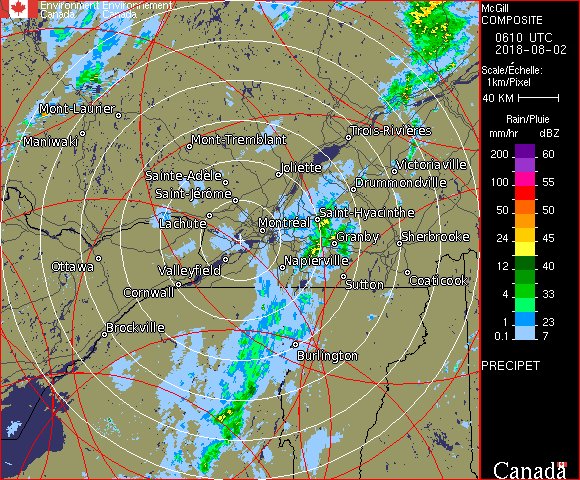 Environment Environnement
Canada Canada
McGill
COMPOSITE
0610 UTC
2018-08-02
Scale/Échelle:
1km/Pixel
40 KM
Rain/Pluie
mm/hr dBZ
200 60
100 55
50 50
24 45
12 40
4 33
1 23
0.1 7
PRECIPET
Canada
Mont-Laurier
Maniwaki
Mont-Tremblant
Trois-Rivières
Sainte-Adèle
Joliette
Victoriaville
Saint-Jérôme
Drummondville
Lachute
Montréal
Saint-Hyacinthe
Granby
Sherbrooke
Ottawa
Valleyfield
Napierville
Cornwall
Sutton
Coaticook
Brockville
Burlington